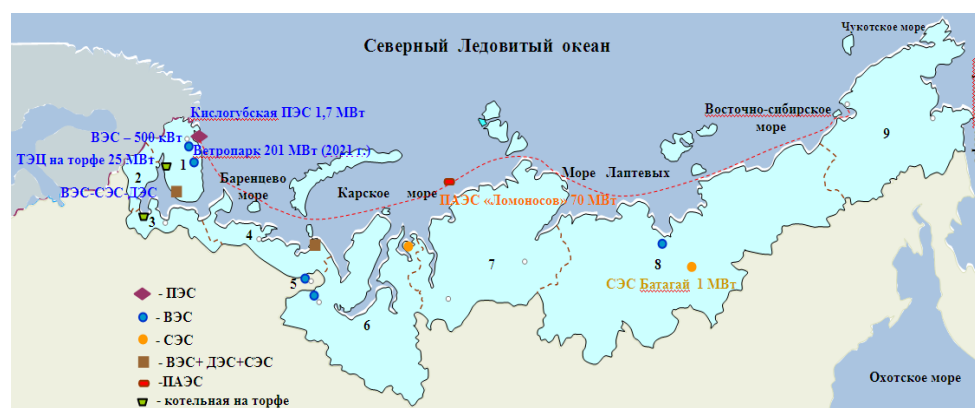 Чукотское море
Северный Ледовитый океан
Кислогубская ПЭС 1,7 МВт
Восточно-сибирское
море
9
ВЭС – 500 кВт
Ветропарк 201 МВт (2021 г.)
ТЭЦ на торфе 25 МВт
1
2
Баренцево
море
Карское море
Море Лаптевых
ВЭС-СЭС-ДЭС
ПАЭС «Ломоносов» 70 МВт
3
4
5
6
7
8
СЭС Батагай 1 МВт
- ПЭС
- ВЭС
- СЭС
- ВЭС+ ДЭС+СЭС
-ПАЭС
- котельная на торфе
Охотское море